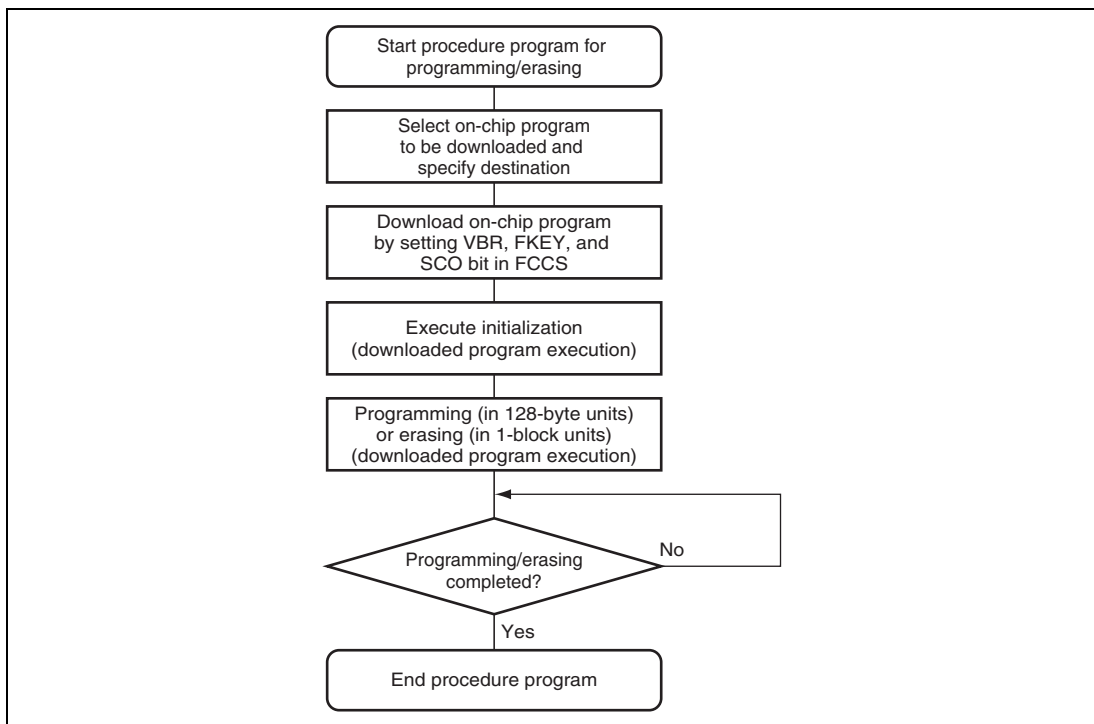 Start procedure program for
programming/erasing
Select on-chip program
to be downloaded and
specify destination
Download on-chip program
by setting VBR, FKEY, and
SCO bit in FCCS
Execute initialization
(downloaded program execution)
Programming (in 128-byte units)
or erasing (in 1-block units)
(downloaded program execution)
Programming/erasing
completed?
No
Yes
End procedure program